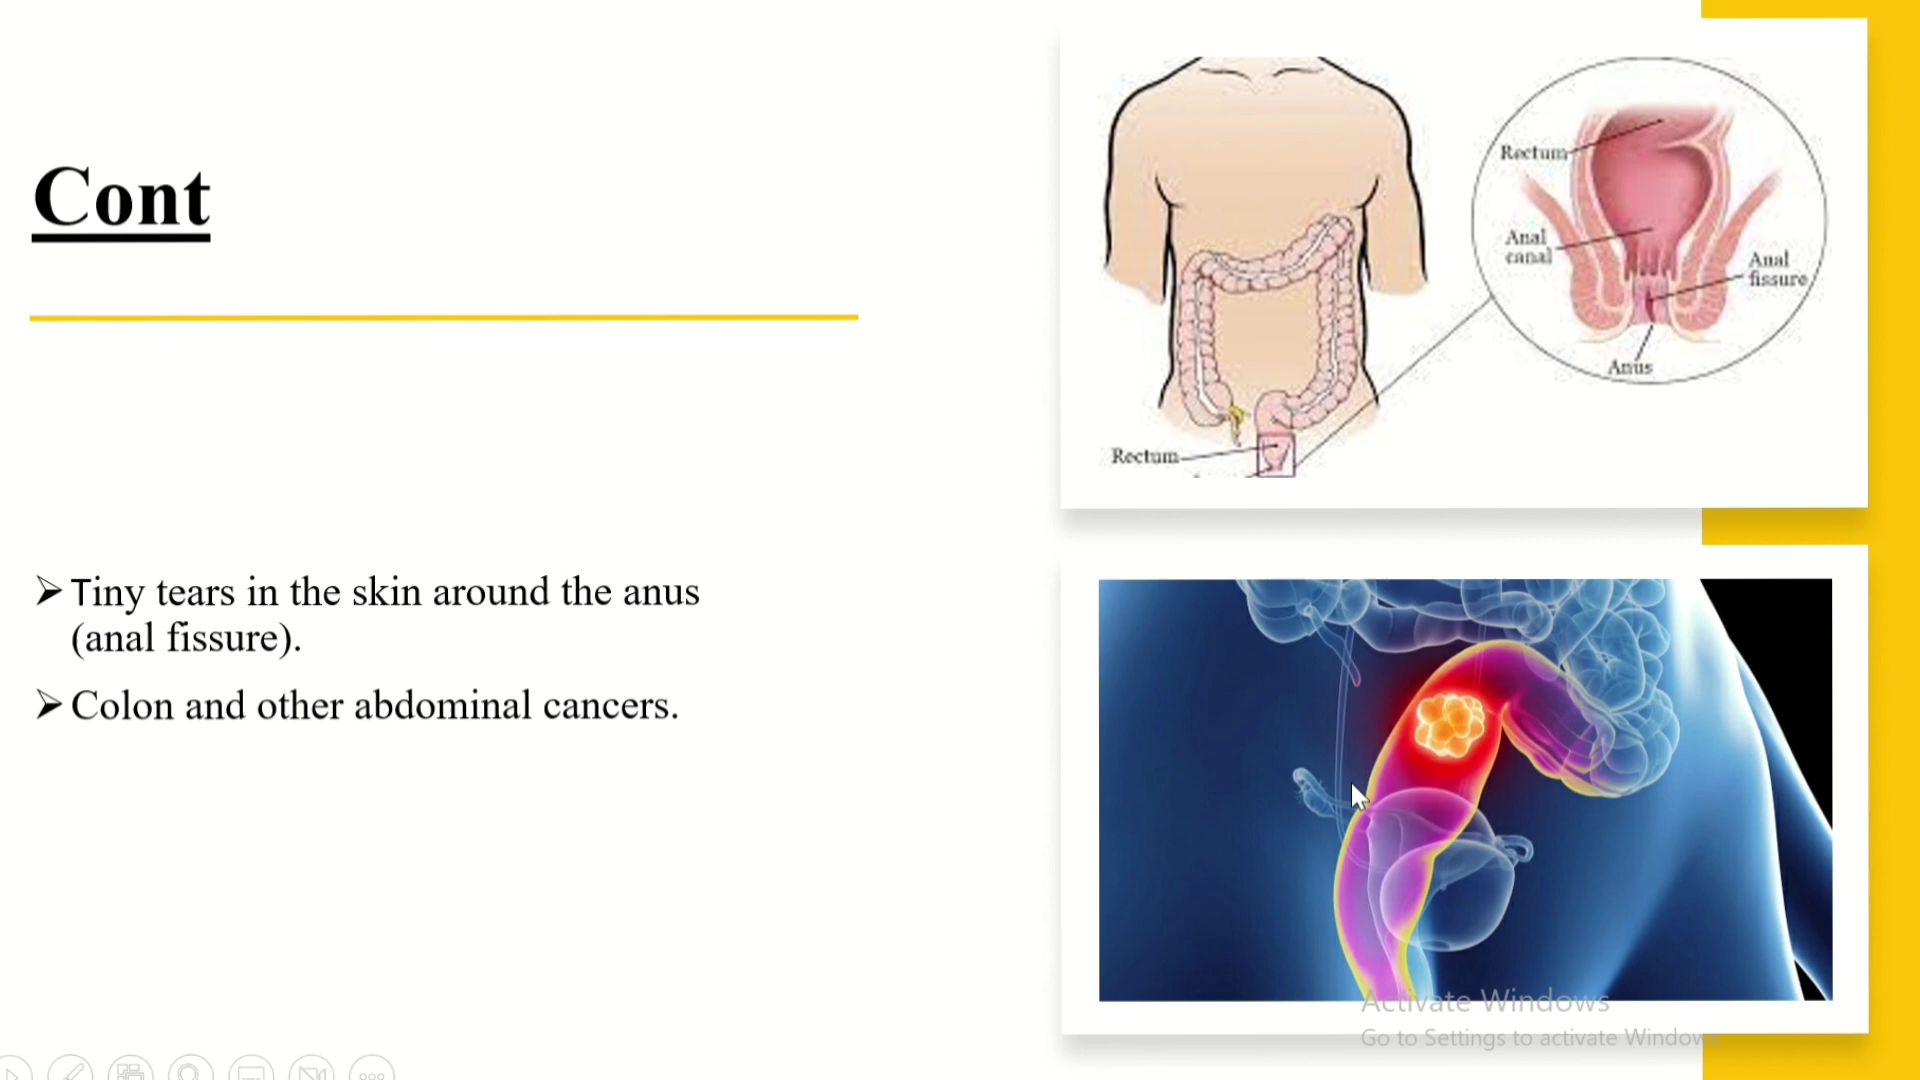 Cont
➢ Tiny tears in the skin around the anus
(anal fissure).
➢ Colon and other abdominal cancers.
Rectum
Anal
canal
Anal
fissure
Anus
Rectum
Activate Windows
Go to Settings to activate Windows